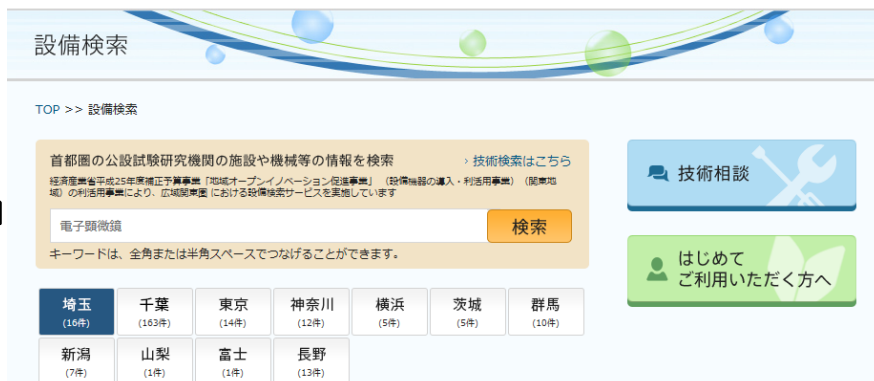 設備検索
TOP >> 設備検索
首都圏の公設試験研究機関の施設や機械等の情報を検索 › 技術検索はこちら
経済産業省平成25年度補正予算事業「地域オープンイノベーション促進事業」（設備機器の導入・利活用事業）（関東地
域）の利活用事業により、広域関東圏 における設備検索サービスを実施しています
電子顕微鏡 検索
キーワードは、全角または半角スペースでつなげることができます。
技術相談
はじめて
ご利用いただく方へ
埼玉 千葉 東京 神奈川 横浜 茨城 群馬
(16件) (163件) (14件) (12件) (5件) (5件) (10件)
新潟 山梨 富士 長野
(7件) (1件) (1件) (13件)